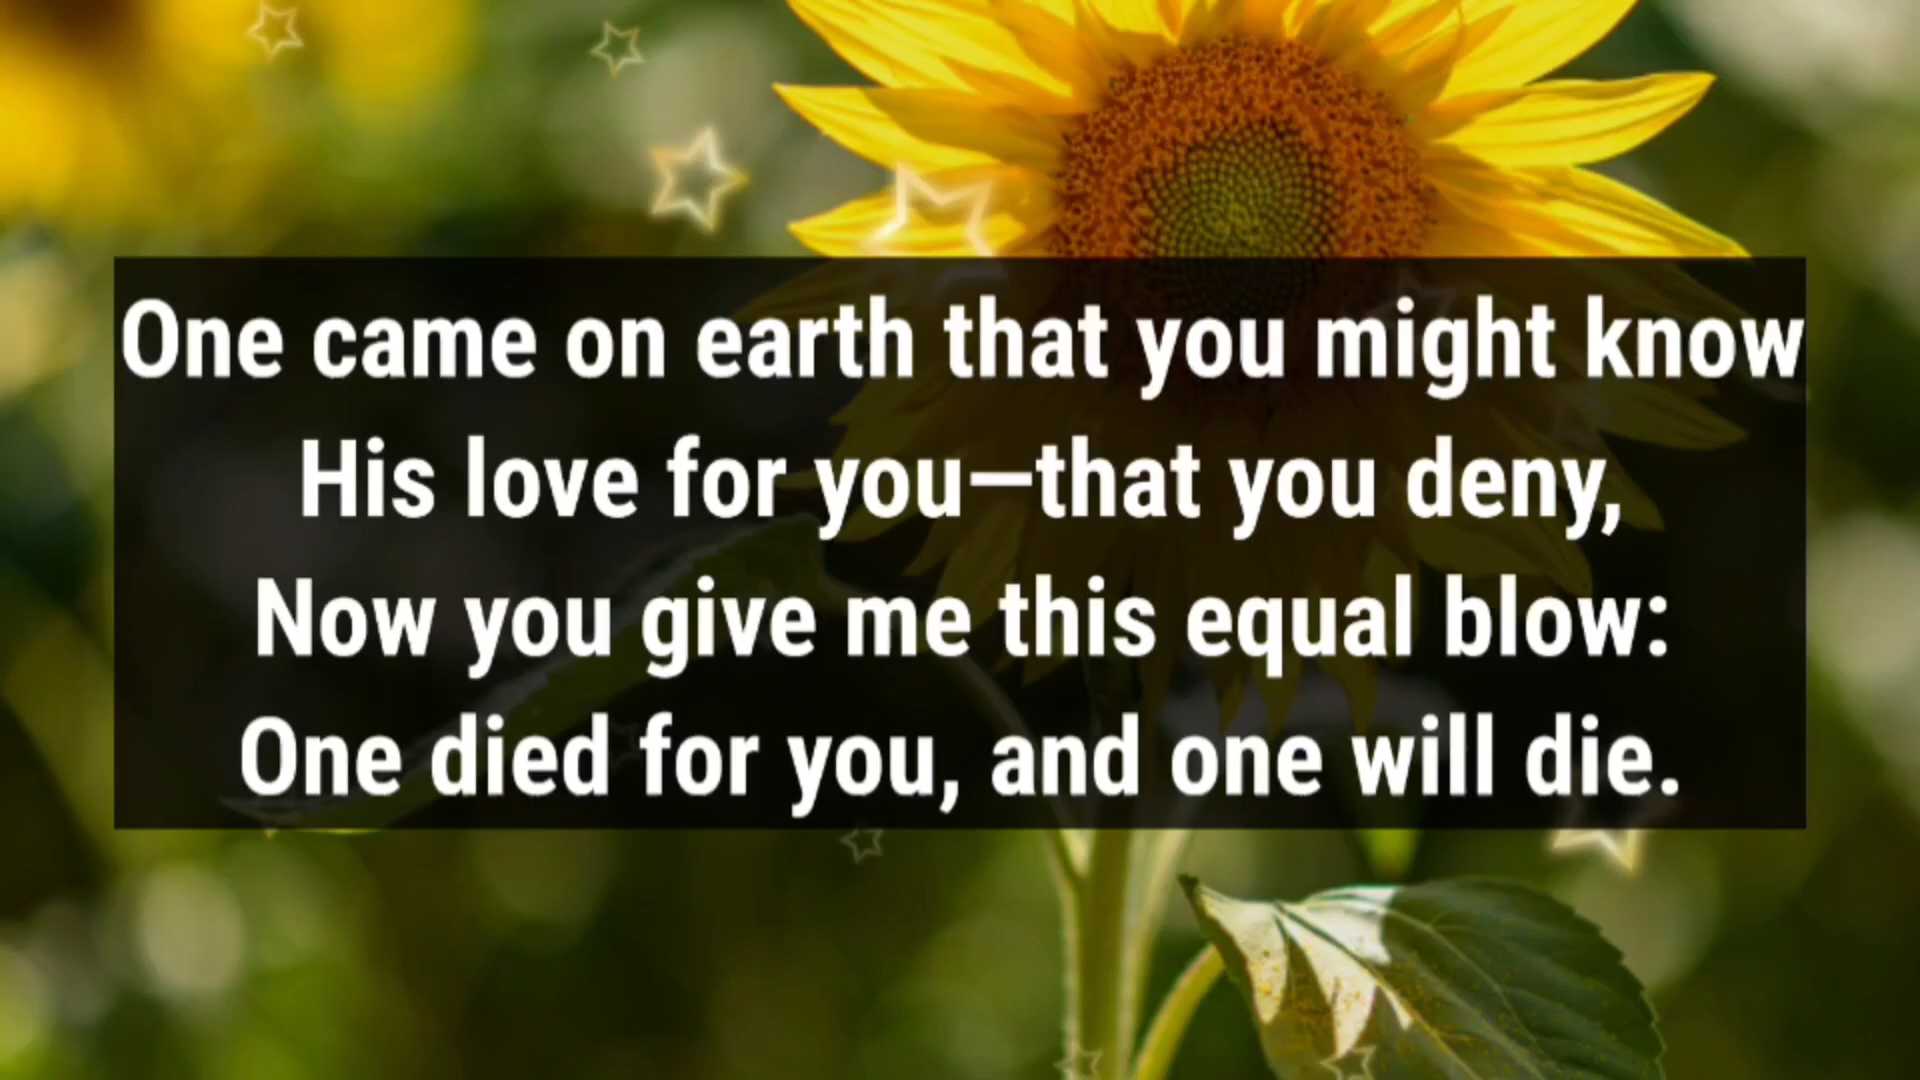 One came on earth that you might know
His love for you—that you deny,
Now you give me this equal blow:
One died for you, and one will die.